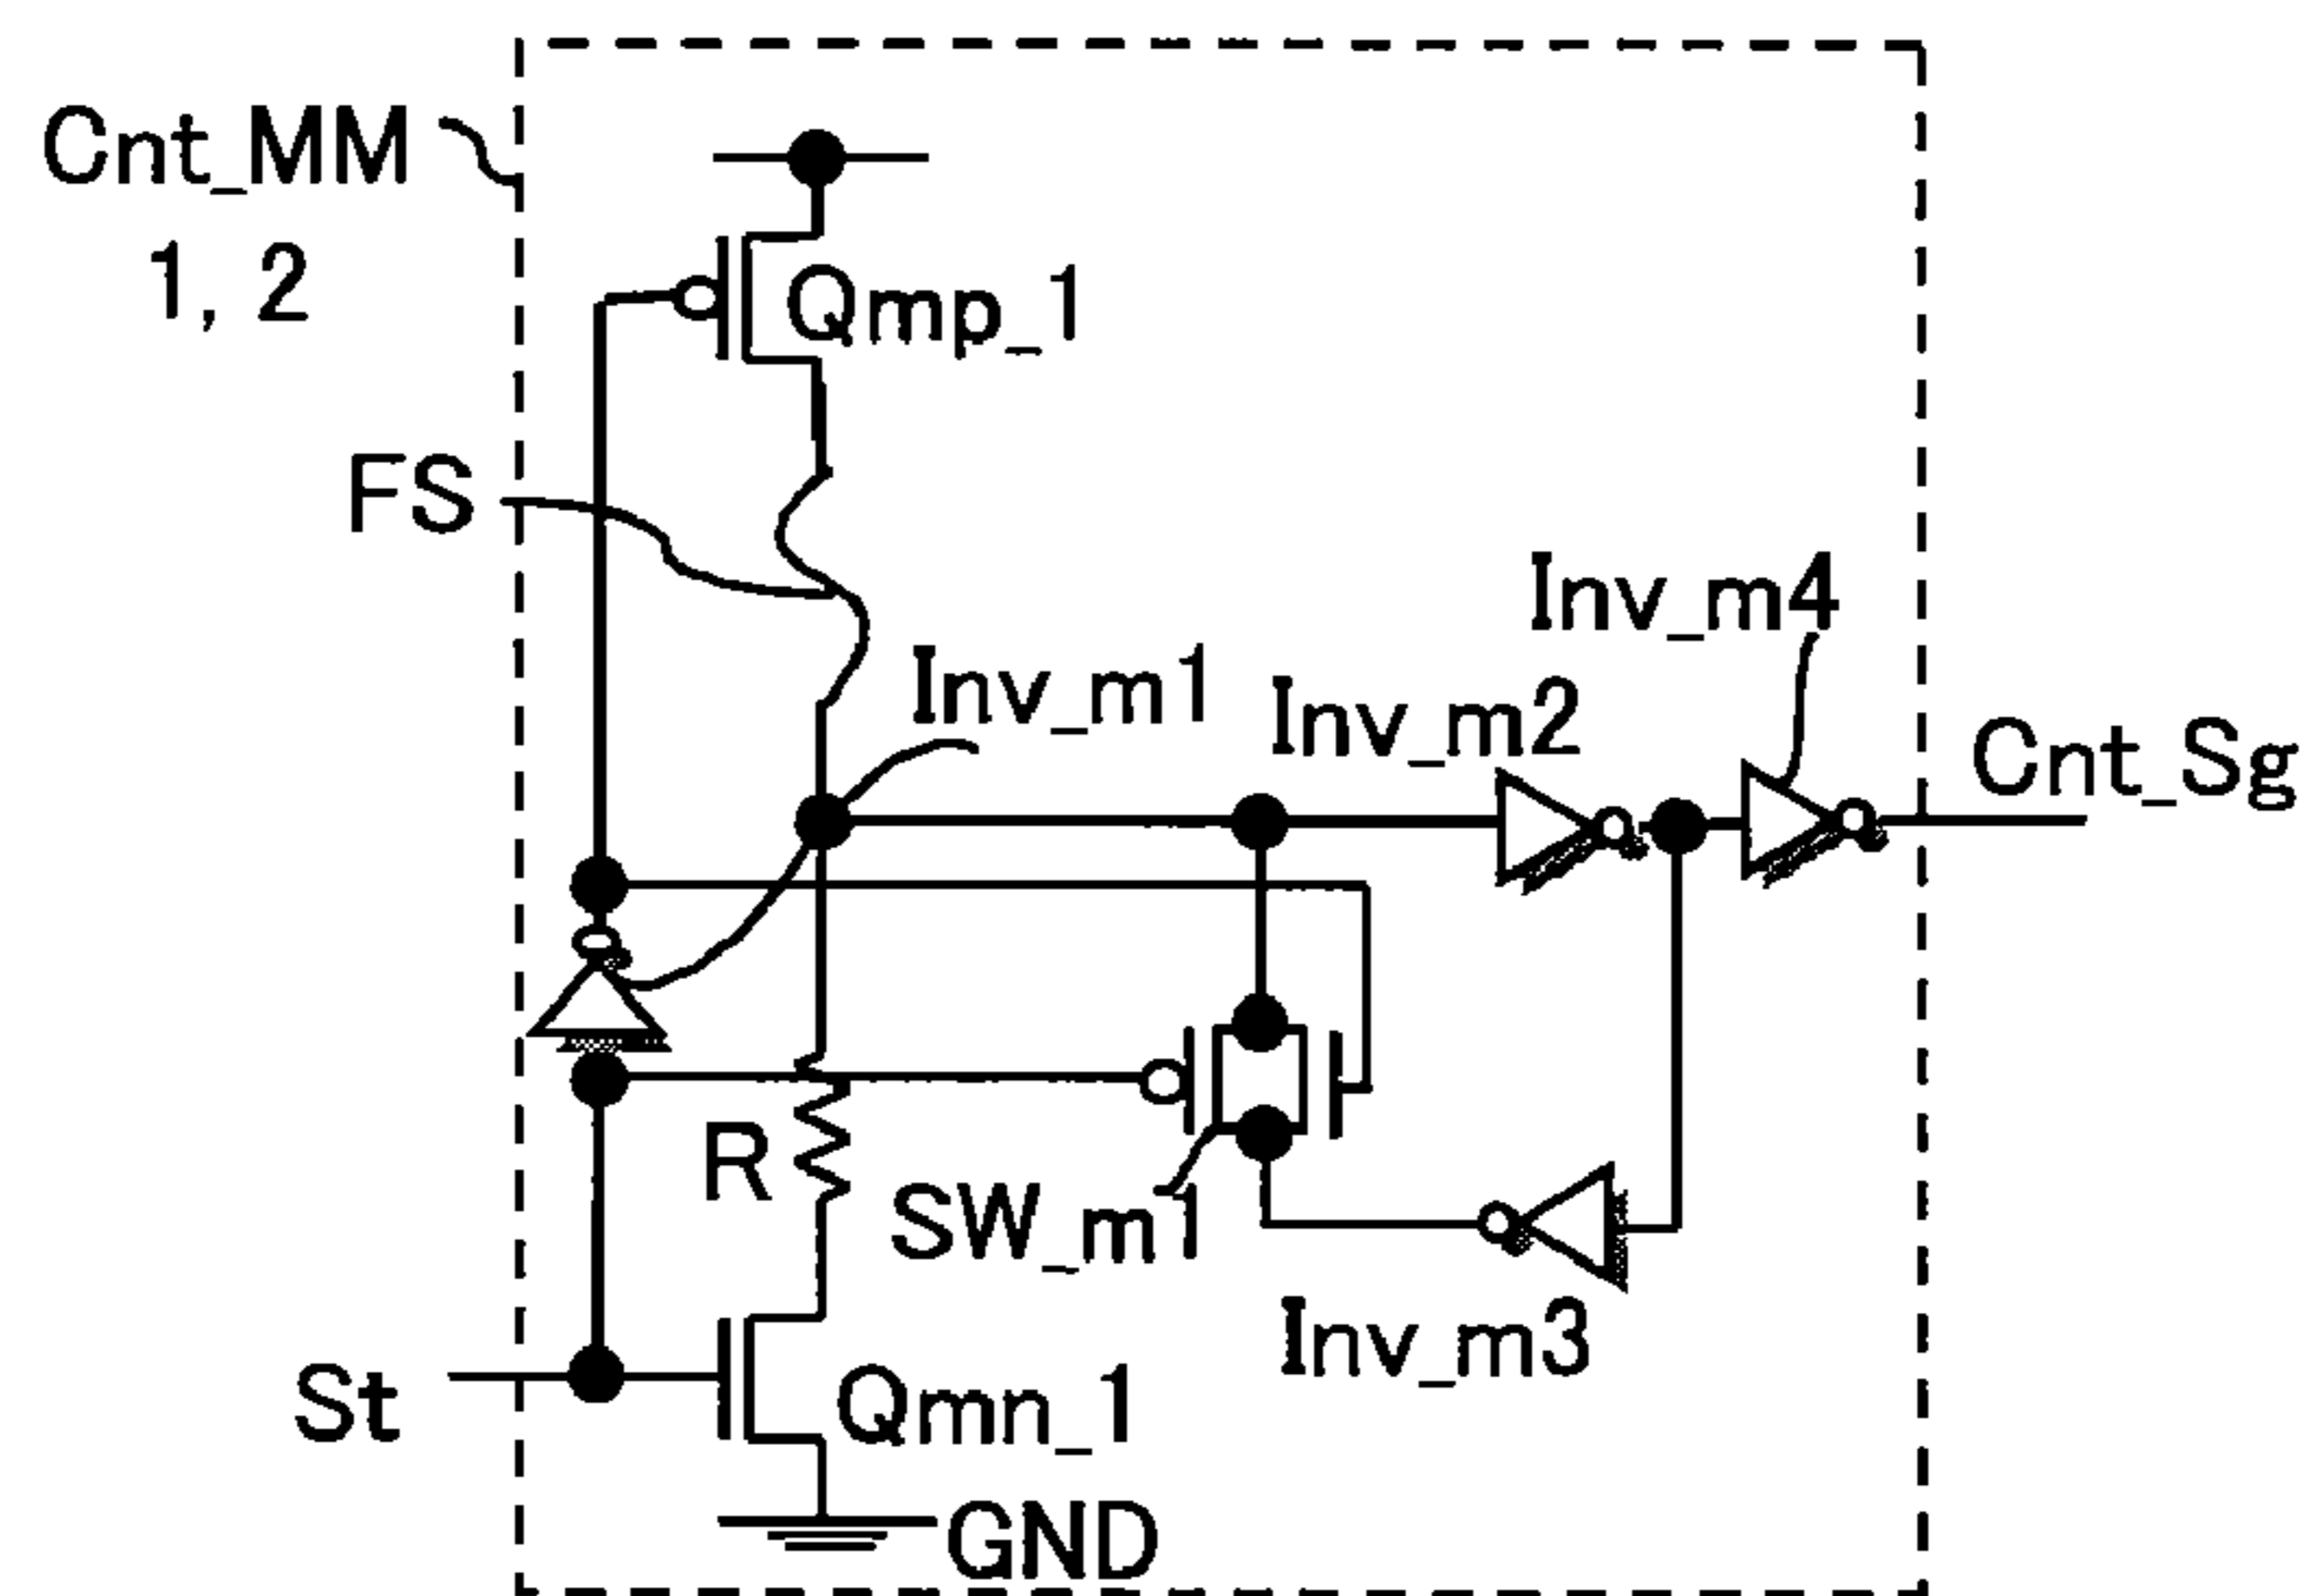 Cnt_MM
1, 2
Qmp_1
FS
Inv_m4
Inv_m1
Inv_m2
Cnt_Sg
R
SW_m1
Inv_m3
St
Qmn_1
GND